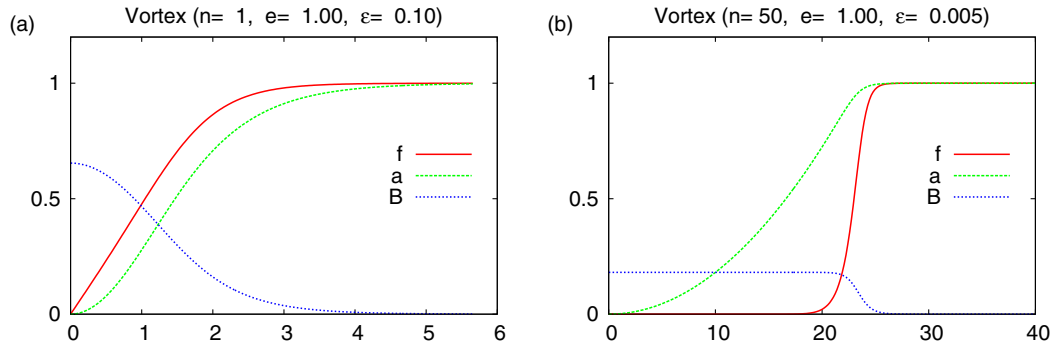 (a) Vortex (n= 1, e= 1.00, ε= 0.10)
1
0.5
0
f
a
B
0 1 2 3 4 5 6
(b) Vortex (n= 50, e= 1.00, ε= 0.005)
1
0.5
0
f
a
B
0 10 20 30 40